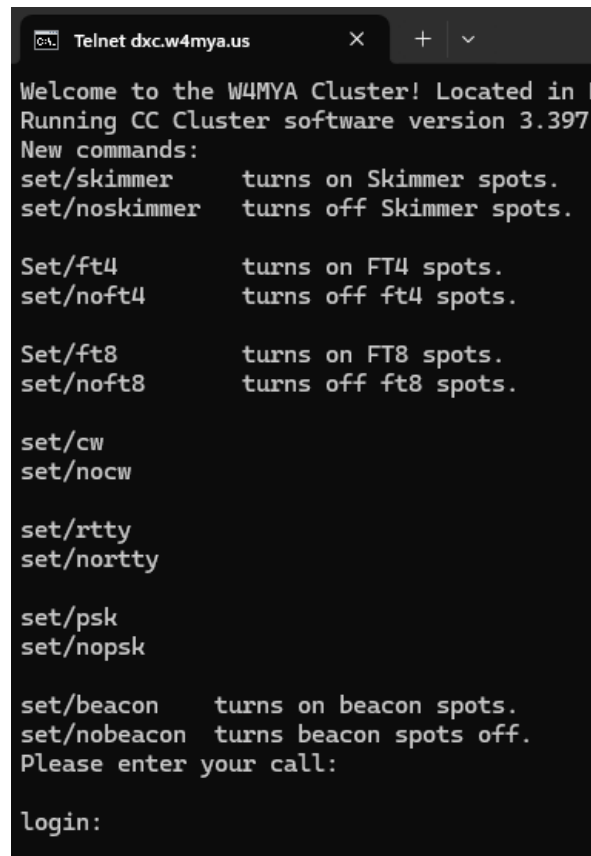 Telnet dxc.w4mya.us
Welcome to the W4MYA Cluster! Located in
Running CC Cluster software version 3.397
New commands:
set/skimmer turns on Skimmer spots.
set/noskimmer turns off Skimmer spots.
Set/ft4 turns on FT4 spots.
set/noft4 turns off ft4 spots.
Set/ft8 turns on FT8 spots.
set/noft8 turns off ft8 spots.
set/cw
set/nocw
set/rtty
set/nortty
set/psk
set/nopsk
set/beacon turns on beacon spots.
set/nobeacon turns beacon spots off.
Please enter your call:
login: